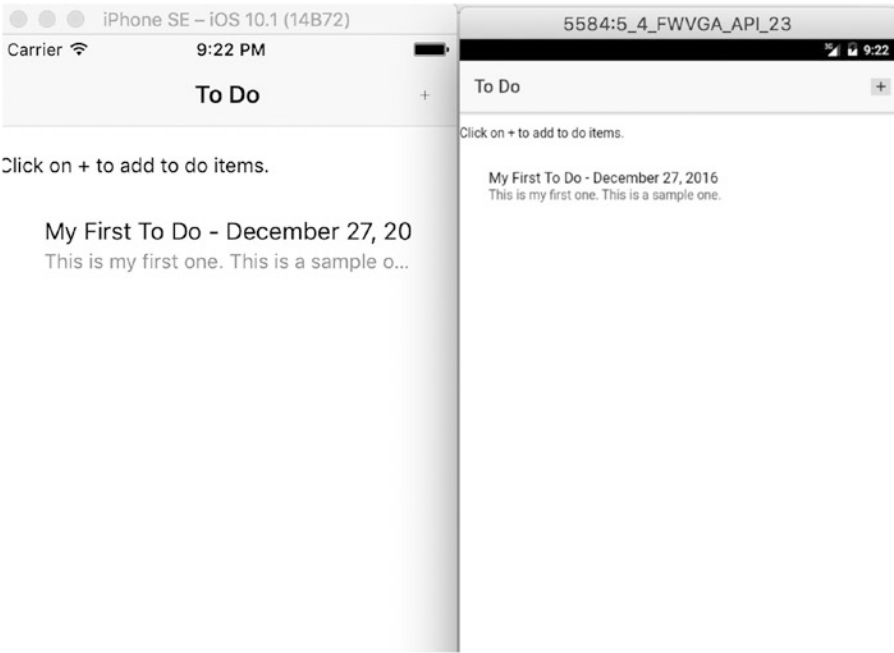 iPhone SE – iOS 10.1 (14B72)
Carrier 9:22 PM
To Do +
Click on + to add to do items.
My First To Do - December 27, 20
This is my first one. This is a sample o...
5584:5_4_FWVGA_API_23
3G 9:22
To Do +
Click on + to add to do items.
My First To Do - December 27, 2016
This is my first one. This is a sample one.